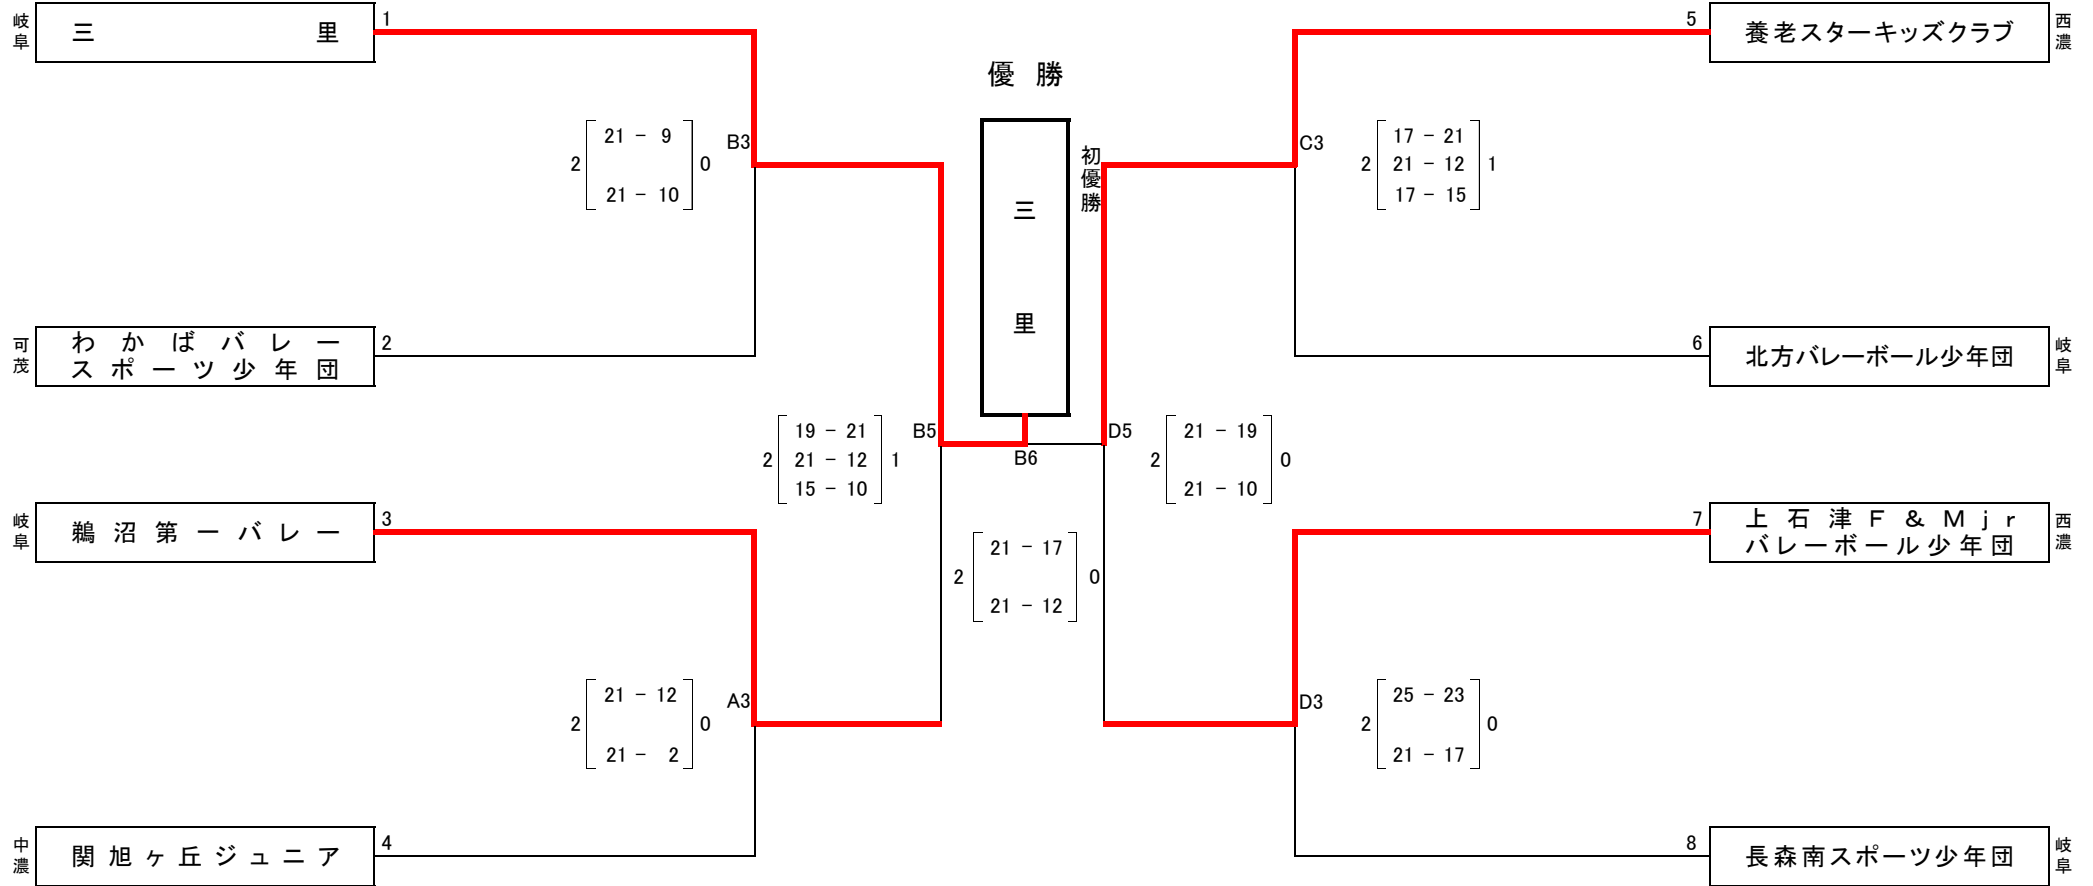 岐阜
三里
1
5
養老スターキッズクラブ
西濃
優勝
三里
初優勝
2
21 - 9
21 - 10
0
B3
C3
2
17 - 21
21 - 12
17 - 15
1
可茂
わかばバレー
スポーツ少年団
2
6
北方バレーボール少年団
岐阜
2
19 - 21
21 - 12
15 - 10
1
B5
B6
D5
2
21 - 19
21 - 10
0
岐阜
鵜沼第一バレー
3
7
上石津F&Mjr
バレーボール少年団
西濃
2
21 - 17
21 - 12
0
2
21 - 12
21 - 2
0
A3
D3
2
25 - 23
21 - 17
0
中濃
関旭ヶ丘ジュニア
4
8
長森南スポーツ少年団
岐阜